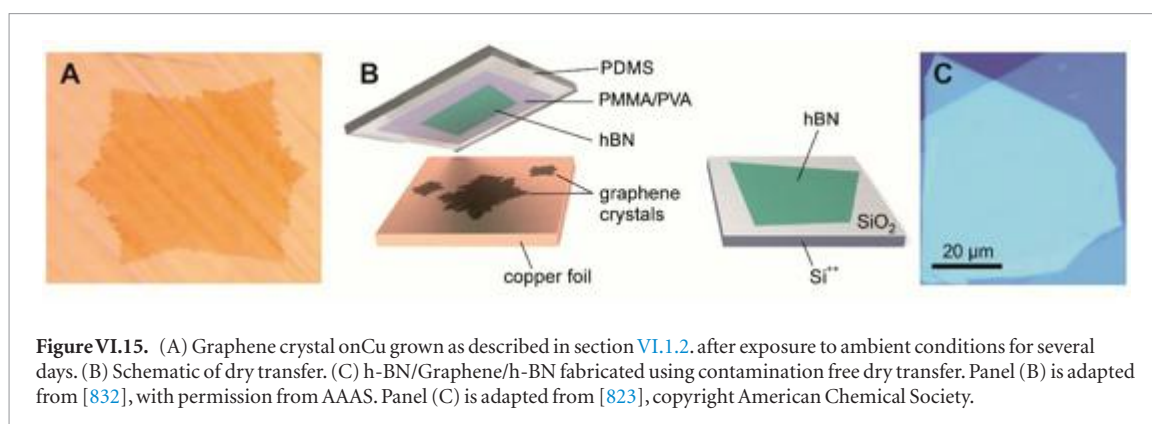 A
B
PDMS
PMMA/PVA
hBN
graphene
crystals
copper foil
hBN
SiO₂
Si⁺⁺
C
20 µm
Figure VI.15. (A) Graphene crystal onCu grown as described in section VI.1.2. after exposure to ambient conditions for several
days. (B) Schematic of dry transfer. (C) h-BN/Graphene/h-BN fabricated using contamination free dry transfer. Panel (B) is adapted
from [832], with permission from AAAS. Panel (C) is adapted from [823], copyright American Chemical Society.